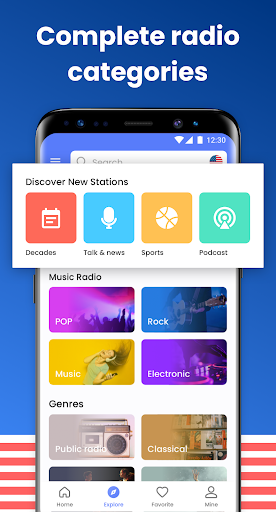 Complete radio
categories
12:30
Search
Discover New Stations
Decades
Talk & news
Sports
Podcast
Music Radio
POP
Rock
Music
Electronic
Genres
Public radio
Classical
Home
Explore
Favorite
Mine